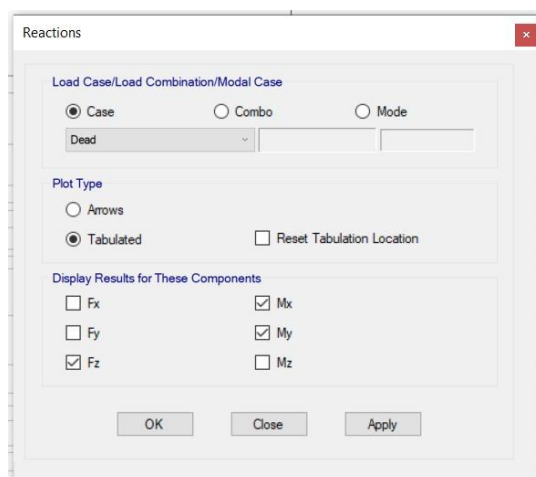 Reactions
Load Case/Load Combination/Modal Case
Case Combo Mode
Dead
Plot Type
Arrows
Tabulated Reset Tabulation Location
Display Results for These Components
Fx Mx
Fy My
Fz Mz
OK Close Apply